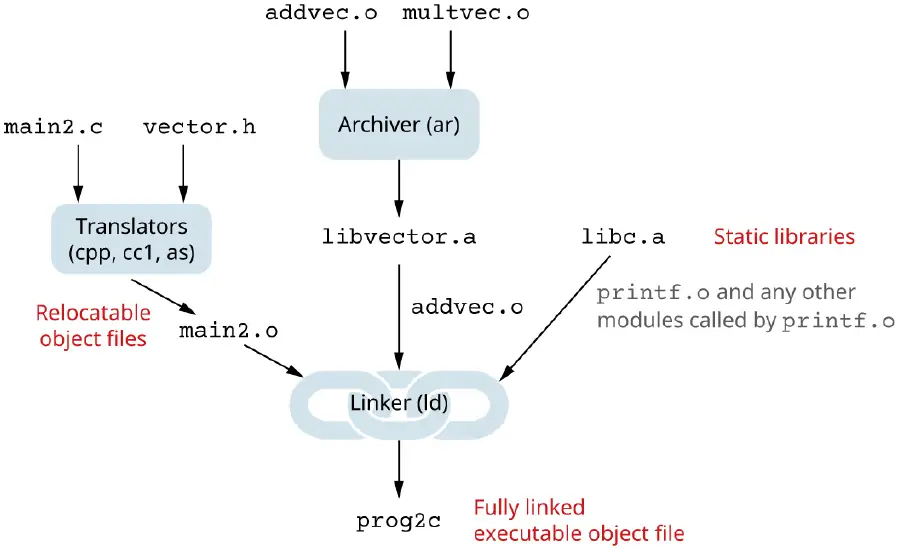 addvec.o multvec.o
Archiver (ar)
main2.c vector.h
Translators
(cpp, cc1, as)
libvector.a
libc.a
Static libraries
printf.o and any other
modules called by printf.o
addvec.o
Relocatable
object files
main2.o
Linker (ld)
prog2c
Fully linked
executable object file